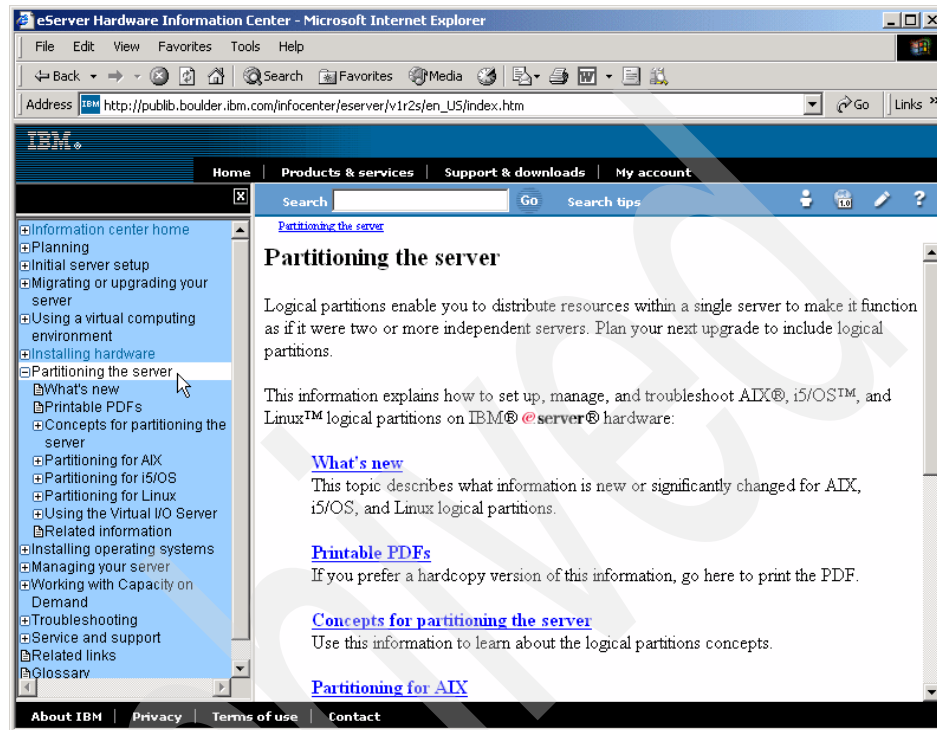 eServer Hardware Information Center - Microsoft Internet Explorer
File Edit View Favorites Tools Help
Back Search Favorites Media
Address http://publib.boulder.ibm.com/infocenter/eserver/v1r2s/en_US/index.htm Go Links »
IBM
Home | Products & services | Support & downloads | My account
Search Go Search tips 1.0 ?
Information center home
Planning
Initial server setup
Migrating or upgrading your
server
Using a virtual computing
environment
Installing hardware
Partitioning the server
What's new
Printable PDFs
Concepts for partitioning the
server
Partitioning for AIX
Partitioning for i5/OS
Partitioning for Linux
Using the Virtual I/O Server
Related information
Installing operating systems
Managing your server
Working with Capacity on
Demand
Troubleshooting
Service and support
Related links
Glossary
Partitioning the server
Partitioning the server
Logical partitions enable you to distribute resources within a single server to make it function
as if it were two or more independent servers. Plan your next upgrade to include logical
partitions.
This information explains how to set up, manage, and troubleshoot AIX®, i5/OS™, and
Linux™ logical partitions on IBM® eserver® hardware:
What's new
This topic describes what information is new or significantly changed for AIX,
i5/OS, and Linux logical partitions.
Printable PDFs
If you prefer a hardcopy version of this information, go here to print the PDF.
Concepts for partitioning the server
Use this information to learn about the logical partitions concepts.
Partitioning for AIX
About IBM | Privacy | Terms of use | Contact